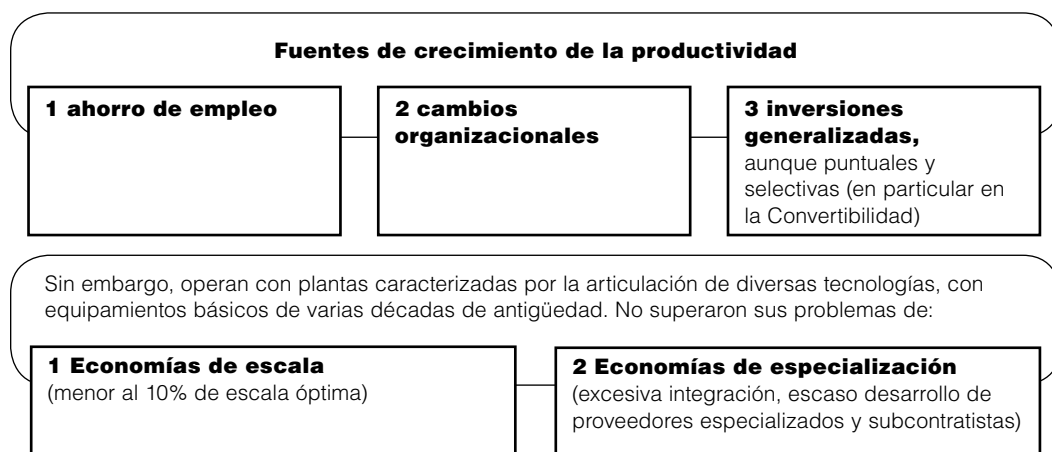 Fuentes de crecimiento de la productividad
1 ahorro de empleo
2 cambios
organizacionales
3 inversiones
generalizadas,
aunque puntuales y
selectivas (en particular en
la Convertibilidad)
Sin embargo, operan con plantas caracterizadas por la articulación de diversas tecnologías, con
equipamientos básicos de varias décadas de antigüedad. No superaron sus problemas de:
1 Economías de escala
(menor al 10% de escala óptima)
2 Economías de especialización
(excesiva integración, escaso desarrollo de
proveedores especializados y subcontratistas)